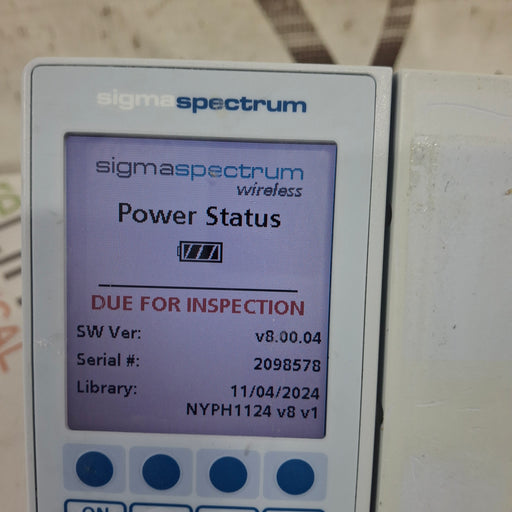 sigmaspectrum
sigmaspectrum
wireless
Power Status
DUE FOR INSPECTION
SW Ver: v8.00.04
Serial #: 2098578
Library: 11/04/2024
NYPH1124 v8 v1
ON